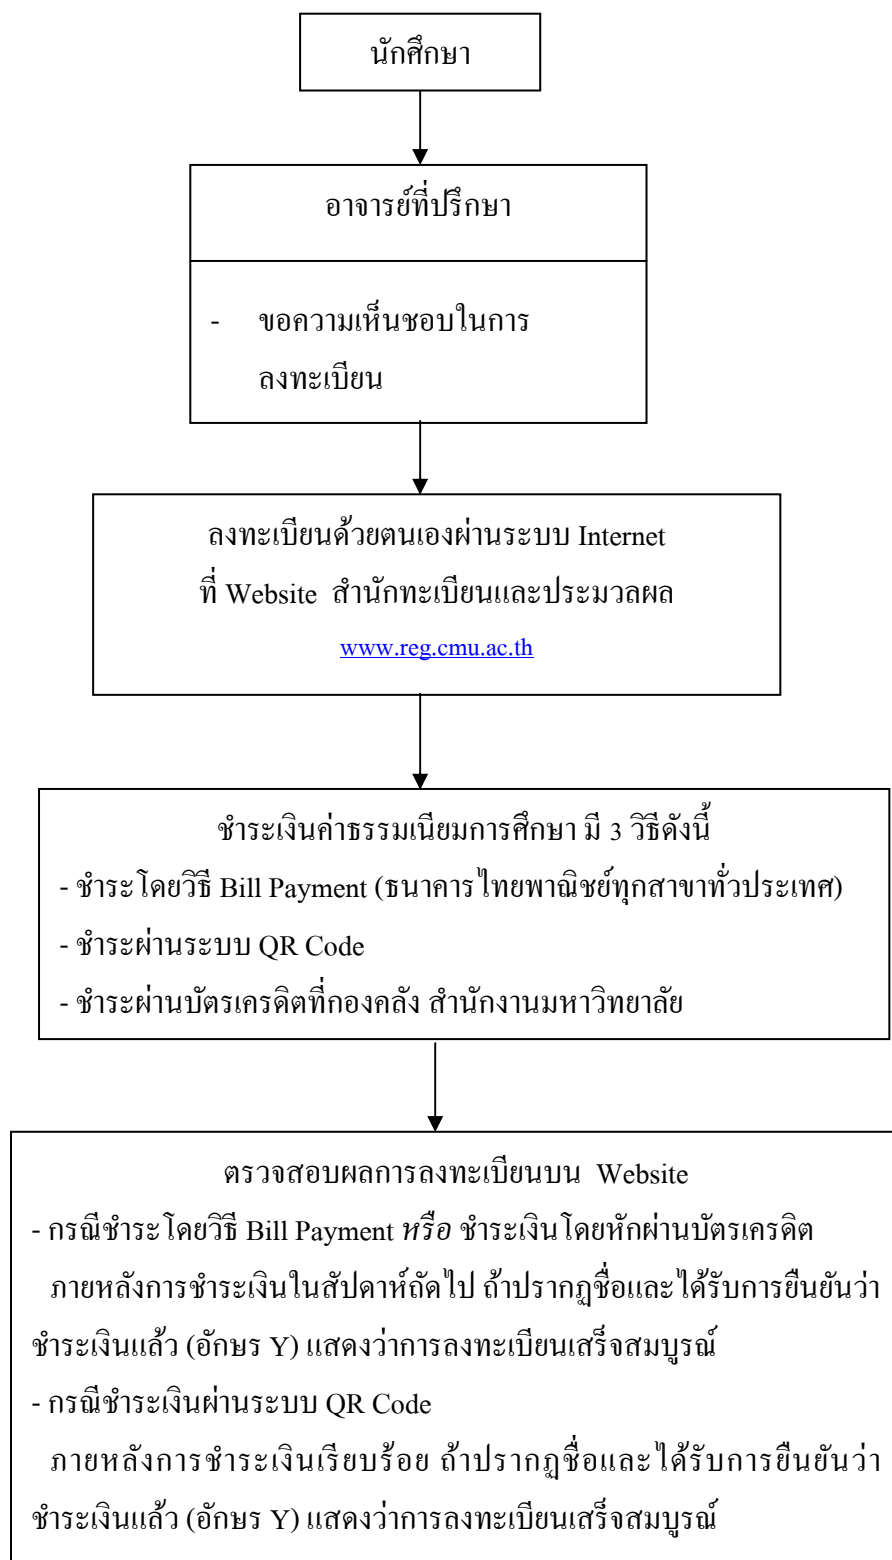 นักศึกษา
อาจารย์ที่ปรึกษา
- ขอความเห็นชอบในการ
ลงทะเบียน
ลงทะเบียนด้วยตนเองผ่านระบบ Internet
ที่ Website สำนักทะเบียนและประมวลผล
www.reg.cmu.ac.th
ชำระเงินค่าธรรมเนียมการศึกษา มี 3 วิธีดังนี้
- ชำระโดยวิธี Bill Payment (ธนาคารไทยพาณิชย์ทุกสาขาทั่วประเทศ)
- ชำระผ่านระบบ QR Code
- ชำระผ่านบัตรเครดิตที่กองคลัง สำนักงานมหาวิทยาลัย
ตรวจสอบผลการลงทะเบียนบน Website
- กรณีชำระโดยวิธี Bill Payment หรือ ชำระเงินโดยหักผ่านบัตรเครดิต
ภายหลังการชำระเงินในสัปดาห์ถัดไป ถ้าปรากฏชื่อและได้รับการยืนยันว่า
ชำระเงินแล้ว (อักษร Y) แสดงว่าการลงทะเบียนเสร็จสมบูรณ์
- กรณีชำระเงินผ่านระบบ QR Code
ภายหลังการชำระเงินเรียบร้อย ถ้าปรากฏชื่อและได้รับการยืนยันว่า
ชำระเงินแล้ว (อักษร Y) แสดงว่าการลงทะเบียนเสร็จสมบูรณ์